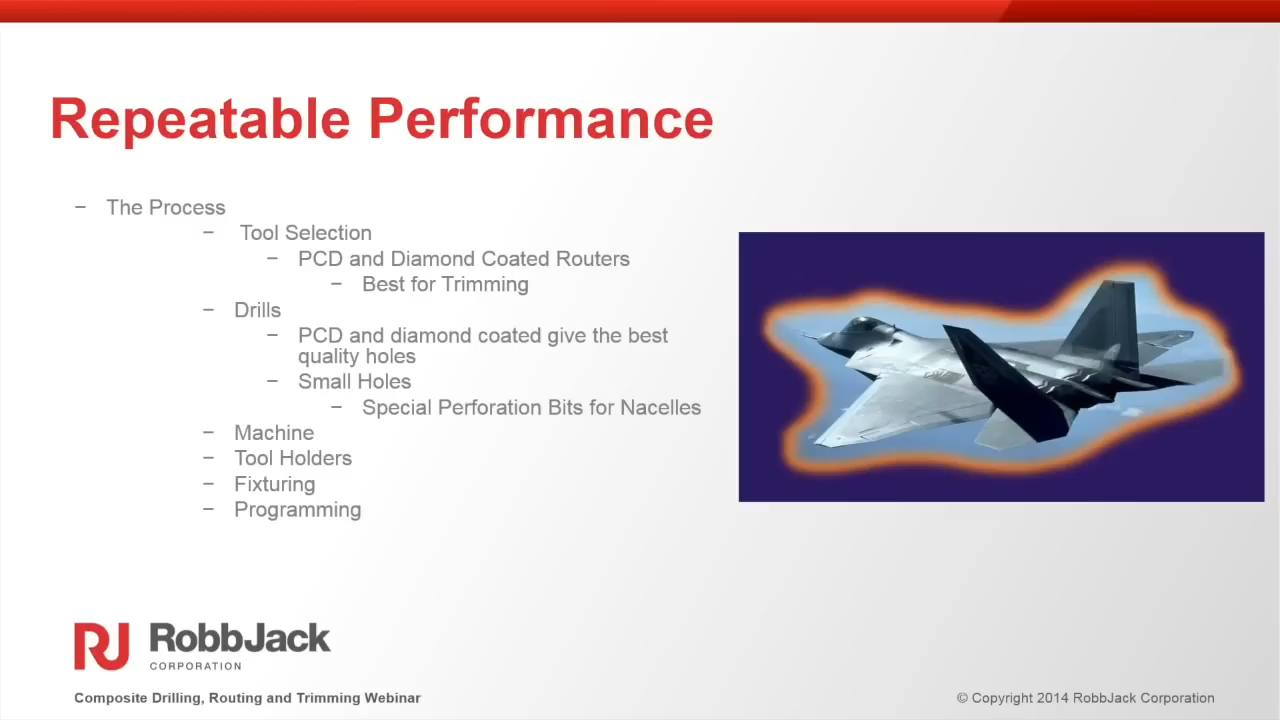 Repeatable Performance
− The Process
− Tool Selection
− PCD and Diamond Coated Routers
− Best for Trimming
− Drills
− PCD and diamond coated give the best
quality holes
− Small Holes
− Special Perforation Bits for Nacelles
− Machine
− Tool Holders
− Fixturing
− Programming
RJ RobbJack
CORPORATION
Composite Drilling, Routing and Trimming Webinar
© Copyright 2014 RobbJack Corporation